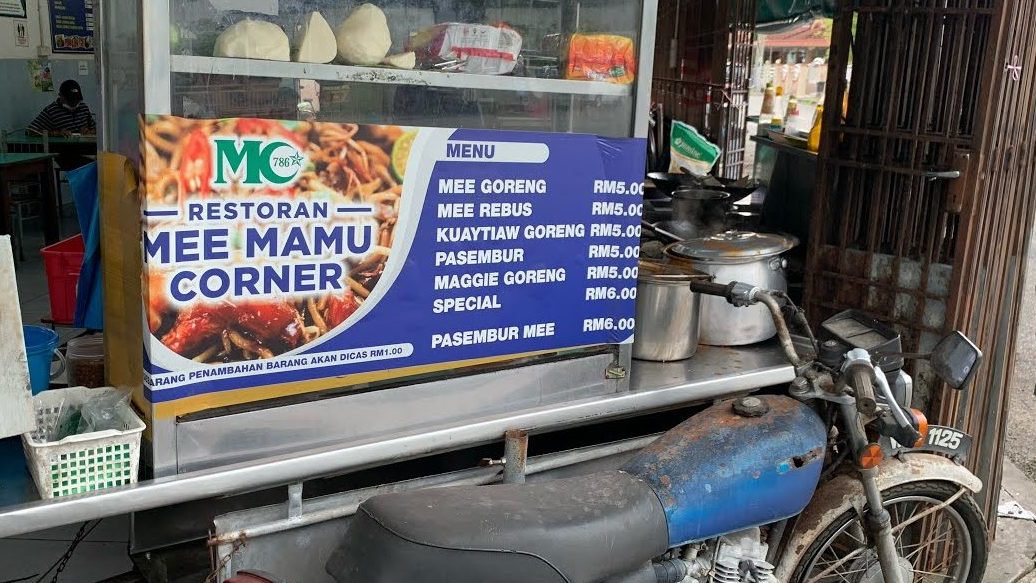 MC
786
RESTORAN
MEE MAMU
CORNER
MENU
MEE GORENG RM5.00
MEE REBUS RM5.00
KUAYTIAW GORENG RM5.00
PASEMBUR RM5.00
MAGGIE GORENG RM5.00
SPECIAL RM6.00
PASEMBUR MEE RM6.00
BARANG PENAMBAHAN BARANG AKAN DICAS RM1.00
1125